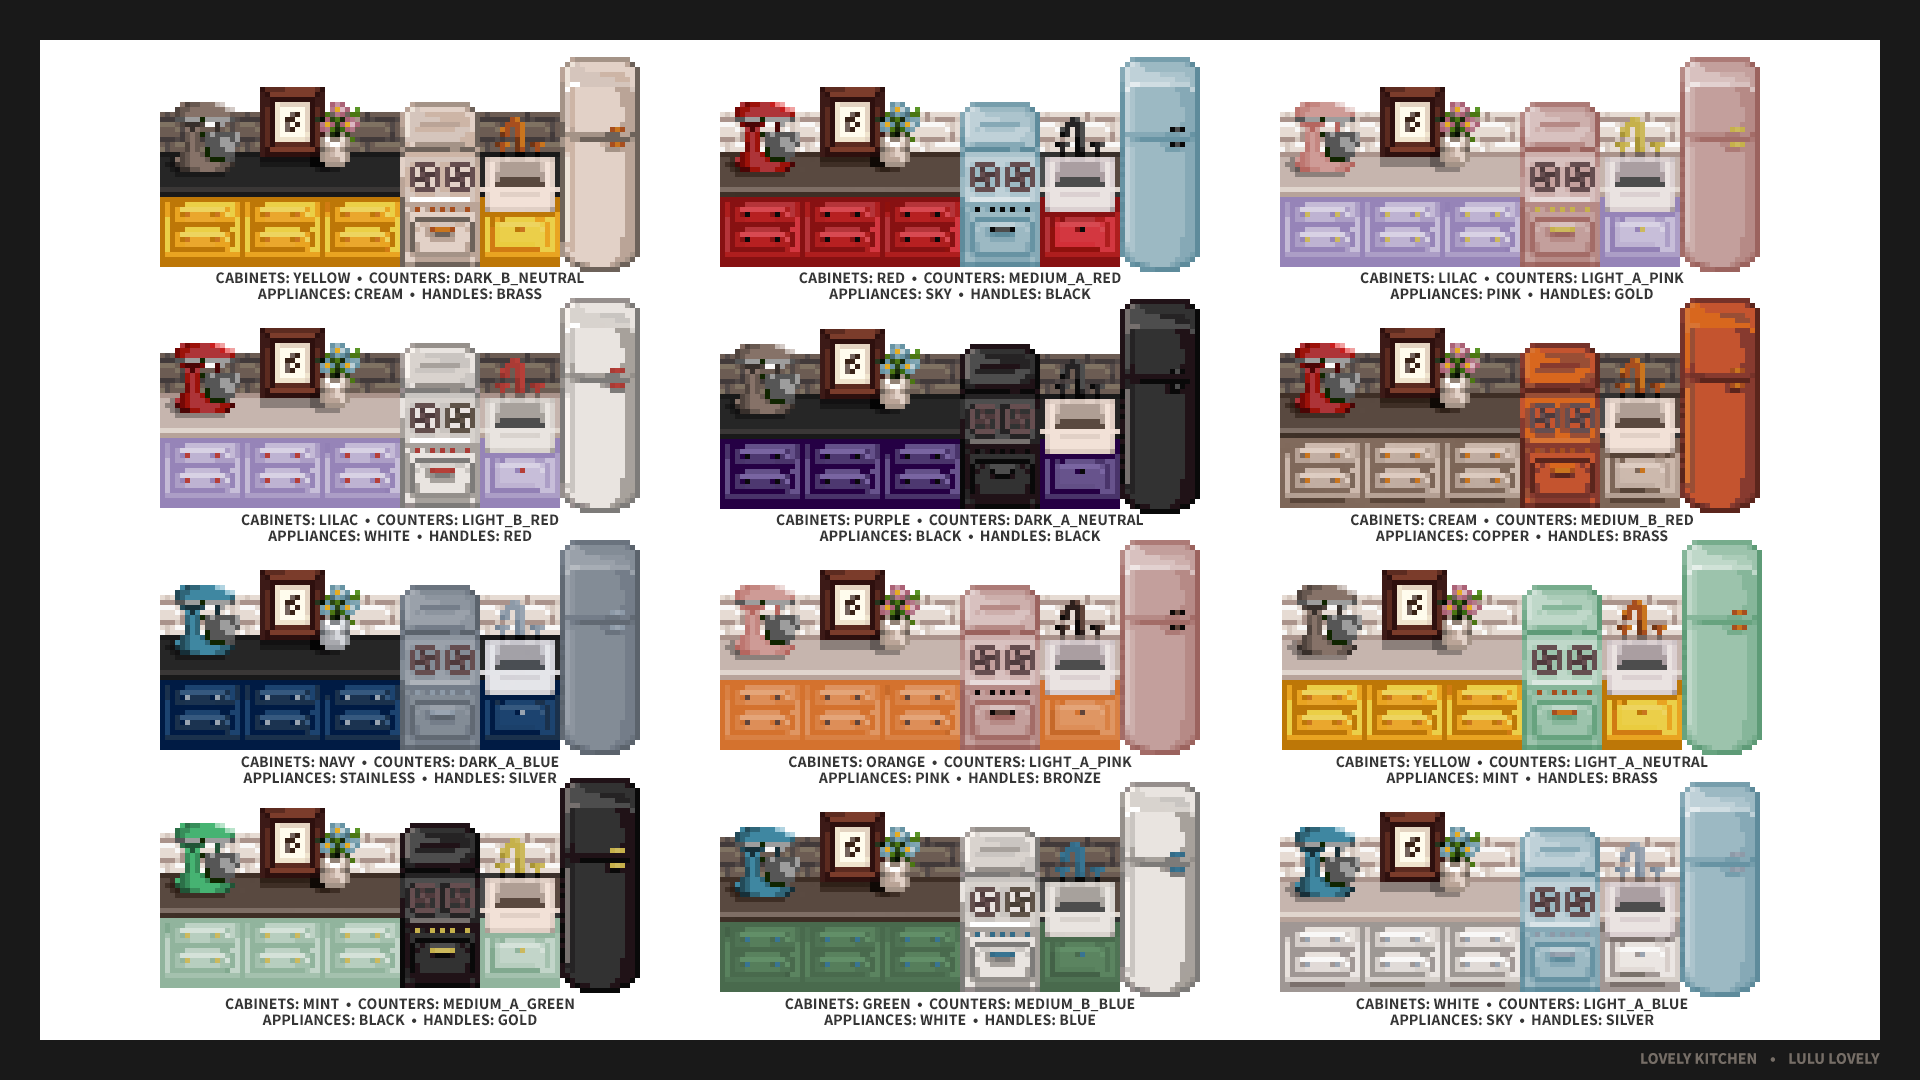 CABINETS: YELLOW • COUNTERS: DARK_B_NEUTRAL
APPLIANCES: CREAM • HANDLES: BRASS
CABINETS: RED • COUNTERS: MEDIUM_A_RED
APPLIANCES: SKY • HANDLES: BLACK
CABINETS: LILAC • COUNTERS: LIGHT_A_PINK
APPLIANCES: PINK • HANDLES: GOLD
CABINETS: LILAC • COUNTERS: LIGHT_B_RED
APPLIANCES: WHITE • HANDLES: RED
CABINETS: PURPLE • COUNTERS: DARK_A_NEUTRAL
APPLIANCES: BLACK • HANDLES: BLACK
CABINETS: CREAM • COUNTERS: MEDIUM_B_RED
APPLIANCES: COPPER • HANDLES: BRASS
CABINETS: NAVY • COUNTERS: DARK_A_BLUE
APPLIANCES: STAINLESS • HANDLES: SILVER
CABINETS: ORANGE • COUNTERS: LIGHT_A_PINK
APPLIANCES: PINK • HANDLES: BRONZE
CABINETS: YELLOW • COUNTERS: LIGHT_A_NEUTRAL
APPLIANCES: MINT • HANDLES: BRASS
CABINETS: MINT • COUNTERS: MEDIUM_A_GREEN
APPLIANCES: BLACK • HANDLES: GOLD
CABINETS: GREEN • COUNTERS: MEDIUM_B_BLUE
APPLIANCES: WHITE • HANDLES: BLUE
CABINETS: WHITE • COUNTERS: LIGHT_A_BLUE
APPLIANCES: SKY • HANDLES: SILVER
LOVELY KITCHEN • LULU LOVELY